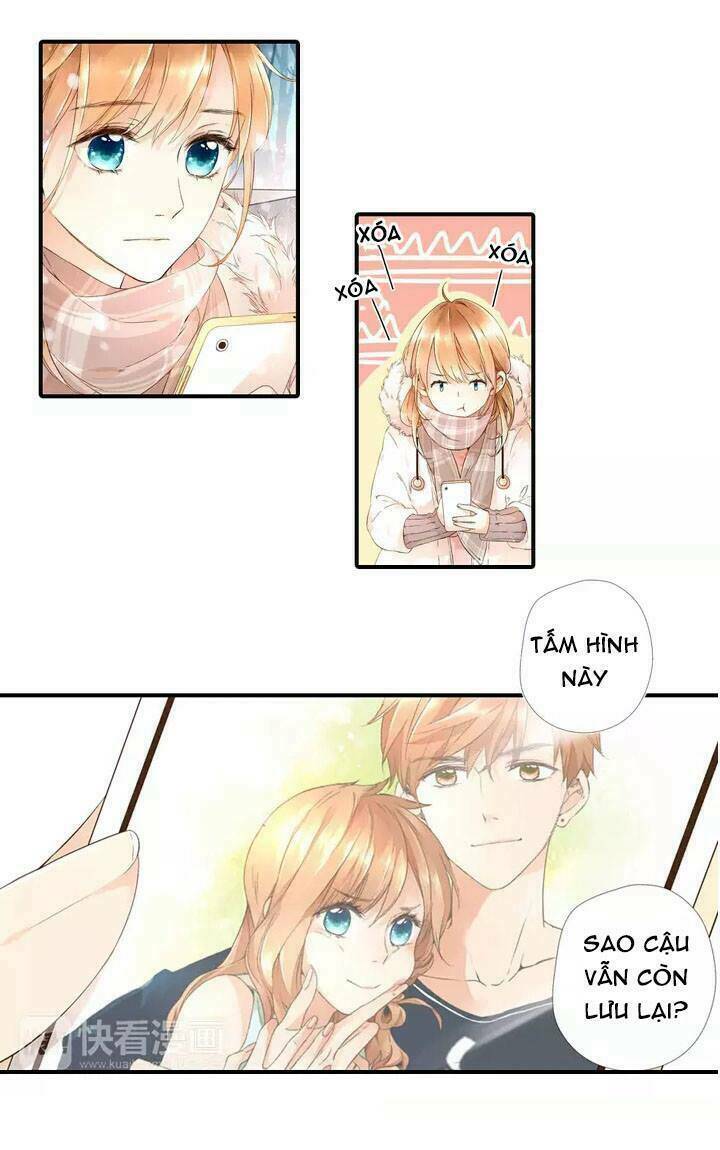 XÓA
XÓA
XÓA
TẤM HÌNH
NÀY
SAO CẬU
VẪN CÒN
LƯU LẠI?
快看漫画